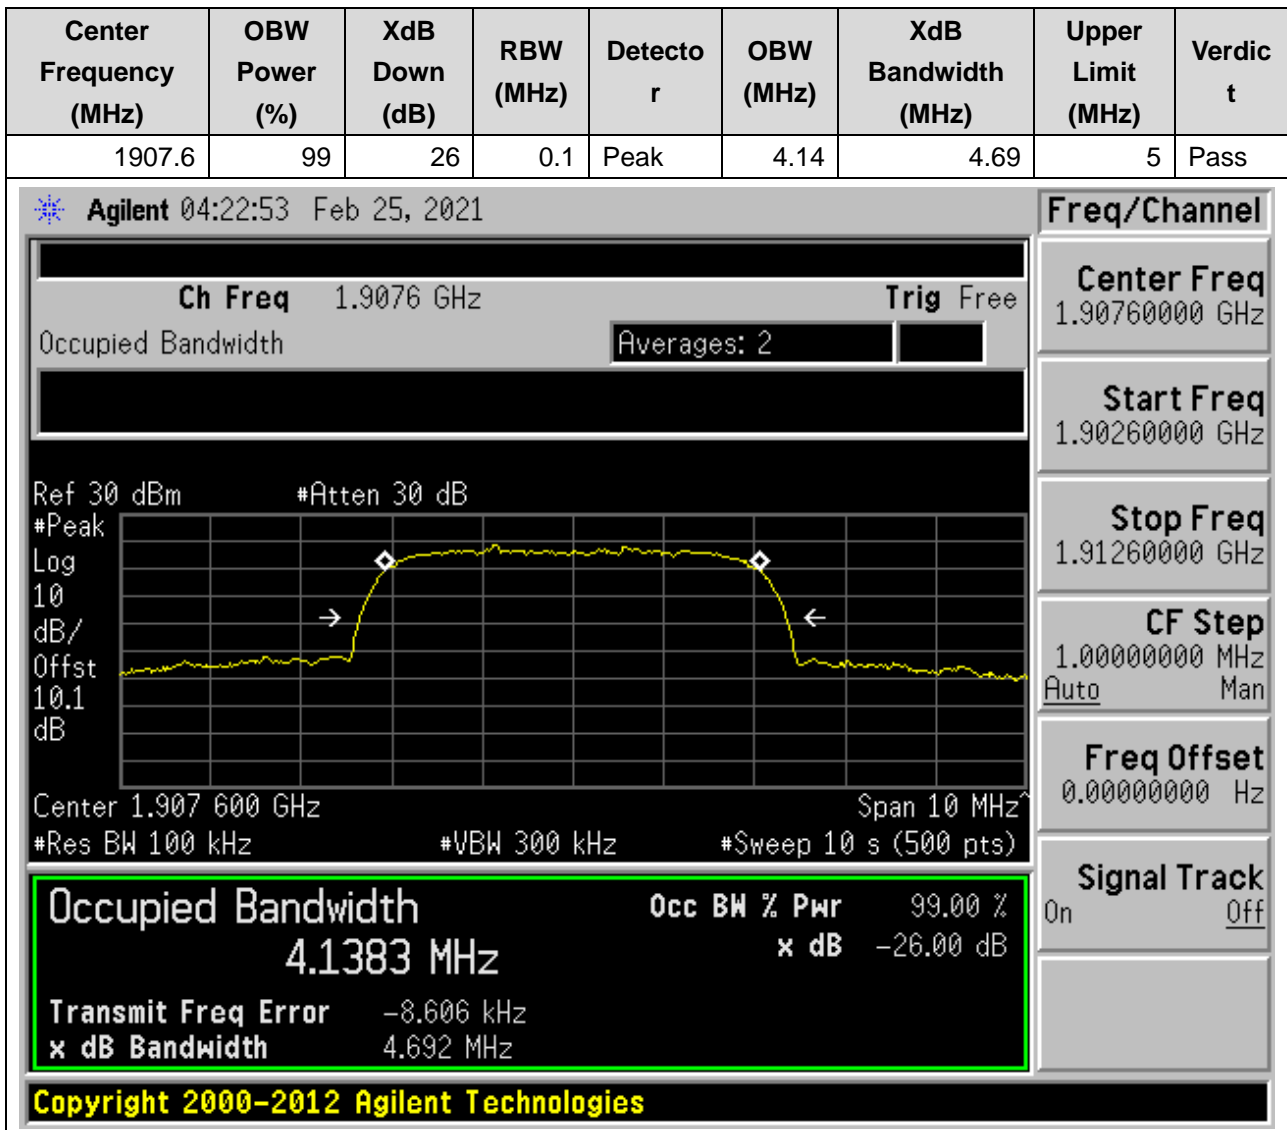 Center Frequency (MHz) OBW Power (%) XdB Down (dB) RBW (MHz) Detecto r OBW (MHz) XdB Bandwidth (MHz) Upper Limit (MHz) Verdic t
1907.6 99 26 0.1 Peak 4.14 4.69 5 Pass
Agilent 04:22:53 Feb 25, 2021
Freq/Channel
Ch Freq 1.9076 GHz Trig Free
Occupied Bandwidth Averages: 2
Center Freq
1.90760000 GHz
Start Freq
1.90260000 GHz
Stop Freq
1.91260000 GHz
CF Step
1.00000000 MHz
Auto Man
Freq Offset
0.00000000 Hz
Signal Track
On Off
Ref 30 dBm #Atten 30 dB
#Peak
Log
10
dB/
Offst
10.1
dB
Center 1.907 600 GHz Span 10 MHz^
#Res BW 100 kHz #VBW 300 kHz #Sweep 10 s (500 pts)
Occupied Bandwidth Occ BW % Pwr 99.00 %
4.1383 MHz x dB -26.00 dB
Transmit Freq Error -8.606 kHz
x dB Bandwidth 4.692 MHz
Copyright 2000-2012 Agilent Technologies